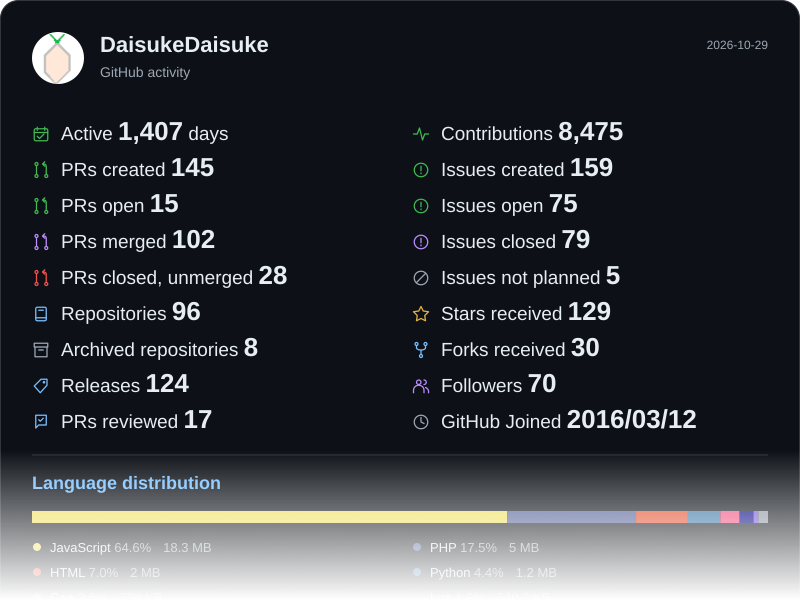 DaisukeDaisuke
GitHub activity
2026-10-29
Active 1,407 days
Contributions 8,475
PRs created 145
Issues created 159
PRs open 15
Issues open 75
PRs merged 102
Issues closed 79
PRs closed, unmerged 28
Issues not planned 5
Repositories 96
Stars received 129
Archived repositories 8
Forks received 30
Releases 124
Followers 70
PRs reviewed 17
GitHub Joined 2016/03/12
Language distribution
JavaScript 64.6% 18.3 MB
PHP 17.5% 5 MB
HTML 7.0% 2 MB
Python 4.4% 1.2 MB